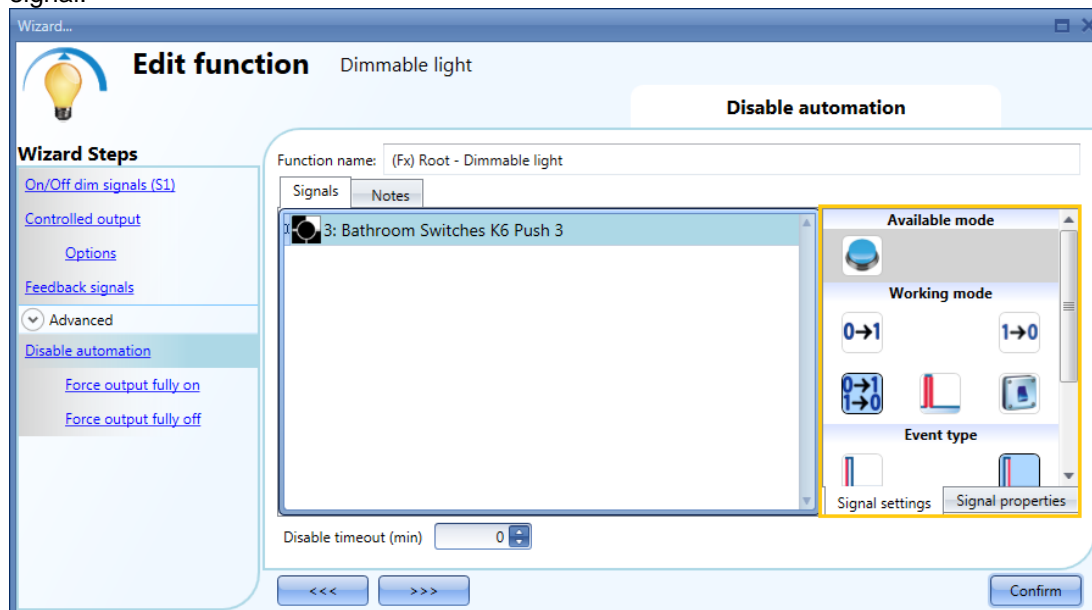 signal.
Wizard...
Edit function Dimmable light
Disable automation
Wizard Steps
On/Off dim signals (S1)
Controlled output
Options
Feedback signals
Advanced
Disable automation
Force output fully on
Force output fully off
Function name: (Fx) Root - Dimmable light
Signals Notes
3: Bathroom Switches K6 Push 3
Available mode
Working mode
0→1 1→0
0→1
1→0
Event type
Signal settings Signal properties
Disable timeout (min) 0
<<< >>> Confirm